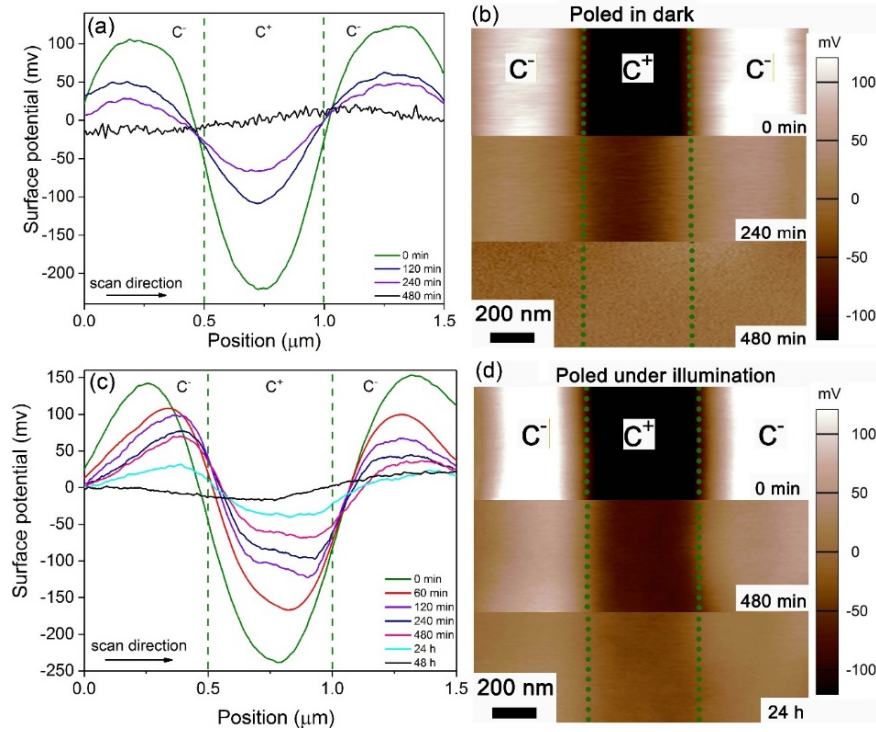 (a)
C⁻ C⁺ C⁻
100
50
0
-50
-100
-150
-200
Surface potential (mv)
0 min
120 min
240 min
480 min
scan direction
0.0 0.5 1.0 1.5
Position (μm)
(b)
Poled in dark
C⁻ C⁺ C⁻
0 min
240 min
480 min
200 nm
mV
100
50
0
-50
-100
(c)
C⁻ C⁺ C⁻
150
100
50
0
-50
-100
-150
-200
-250
Surface potential (mv)
0 min
60 min
120 min
240 min
480 min
24 h
48 h
scan direction
0.0 0.5 1.0 1.5
Position (μm)
(d)
Poled under illumination
C⁻ C⁺ C⁻
0 min
480 min
24 h
200 nm
mV
100
50
0
-50
-100